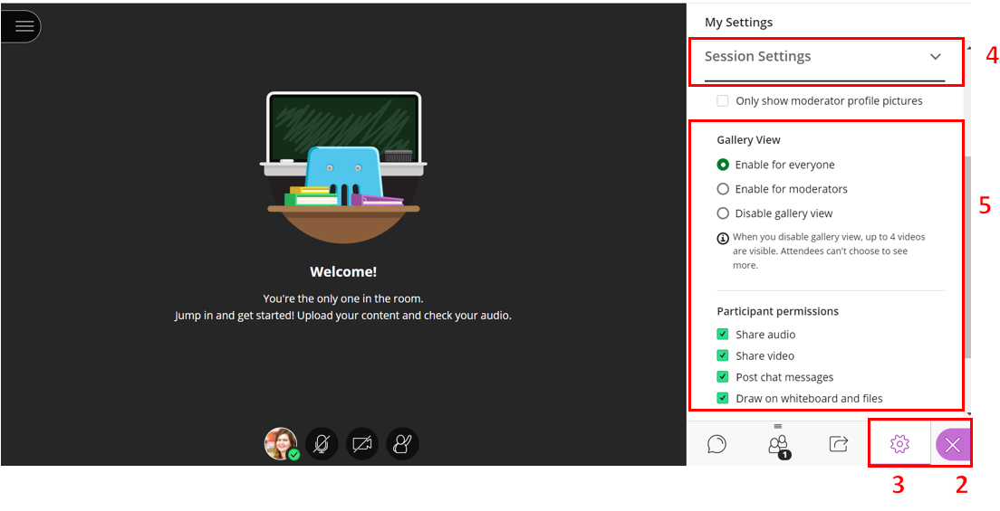 My Settings
Session Settings
4
Only show moderator profile pictures
Gallery View
Enable for everyone
Enable for moderators
5
Disable gallery view
When you disable gallery view, up to 4 videos
are visible. Attendees can't choose to see
more.
Welcome!
You're the only one in the room.
Jump in and get started! Upload your content and check your audio.
Participant permissions
Share audio
Share video
Post chat messages
Draw on whiteboard and files
1
3
2